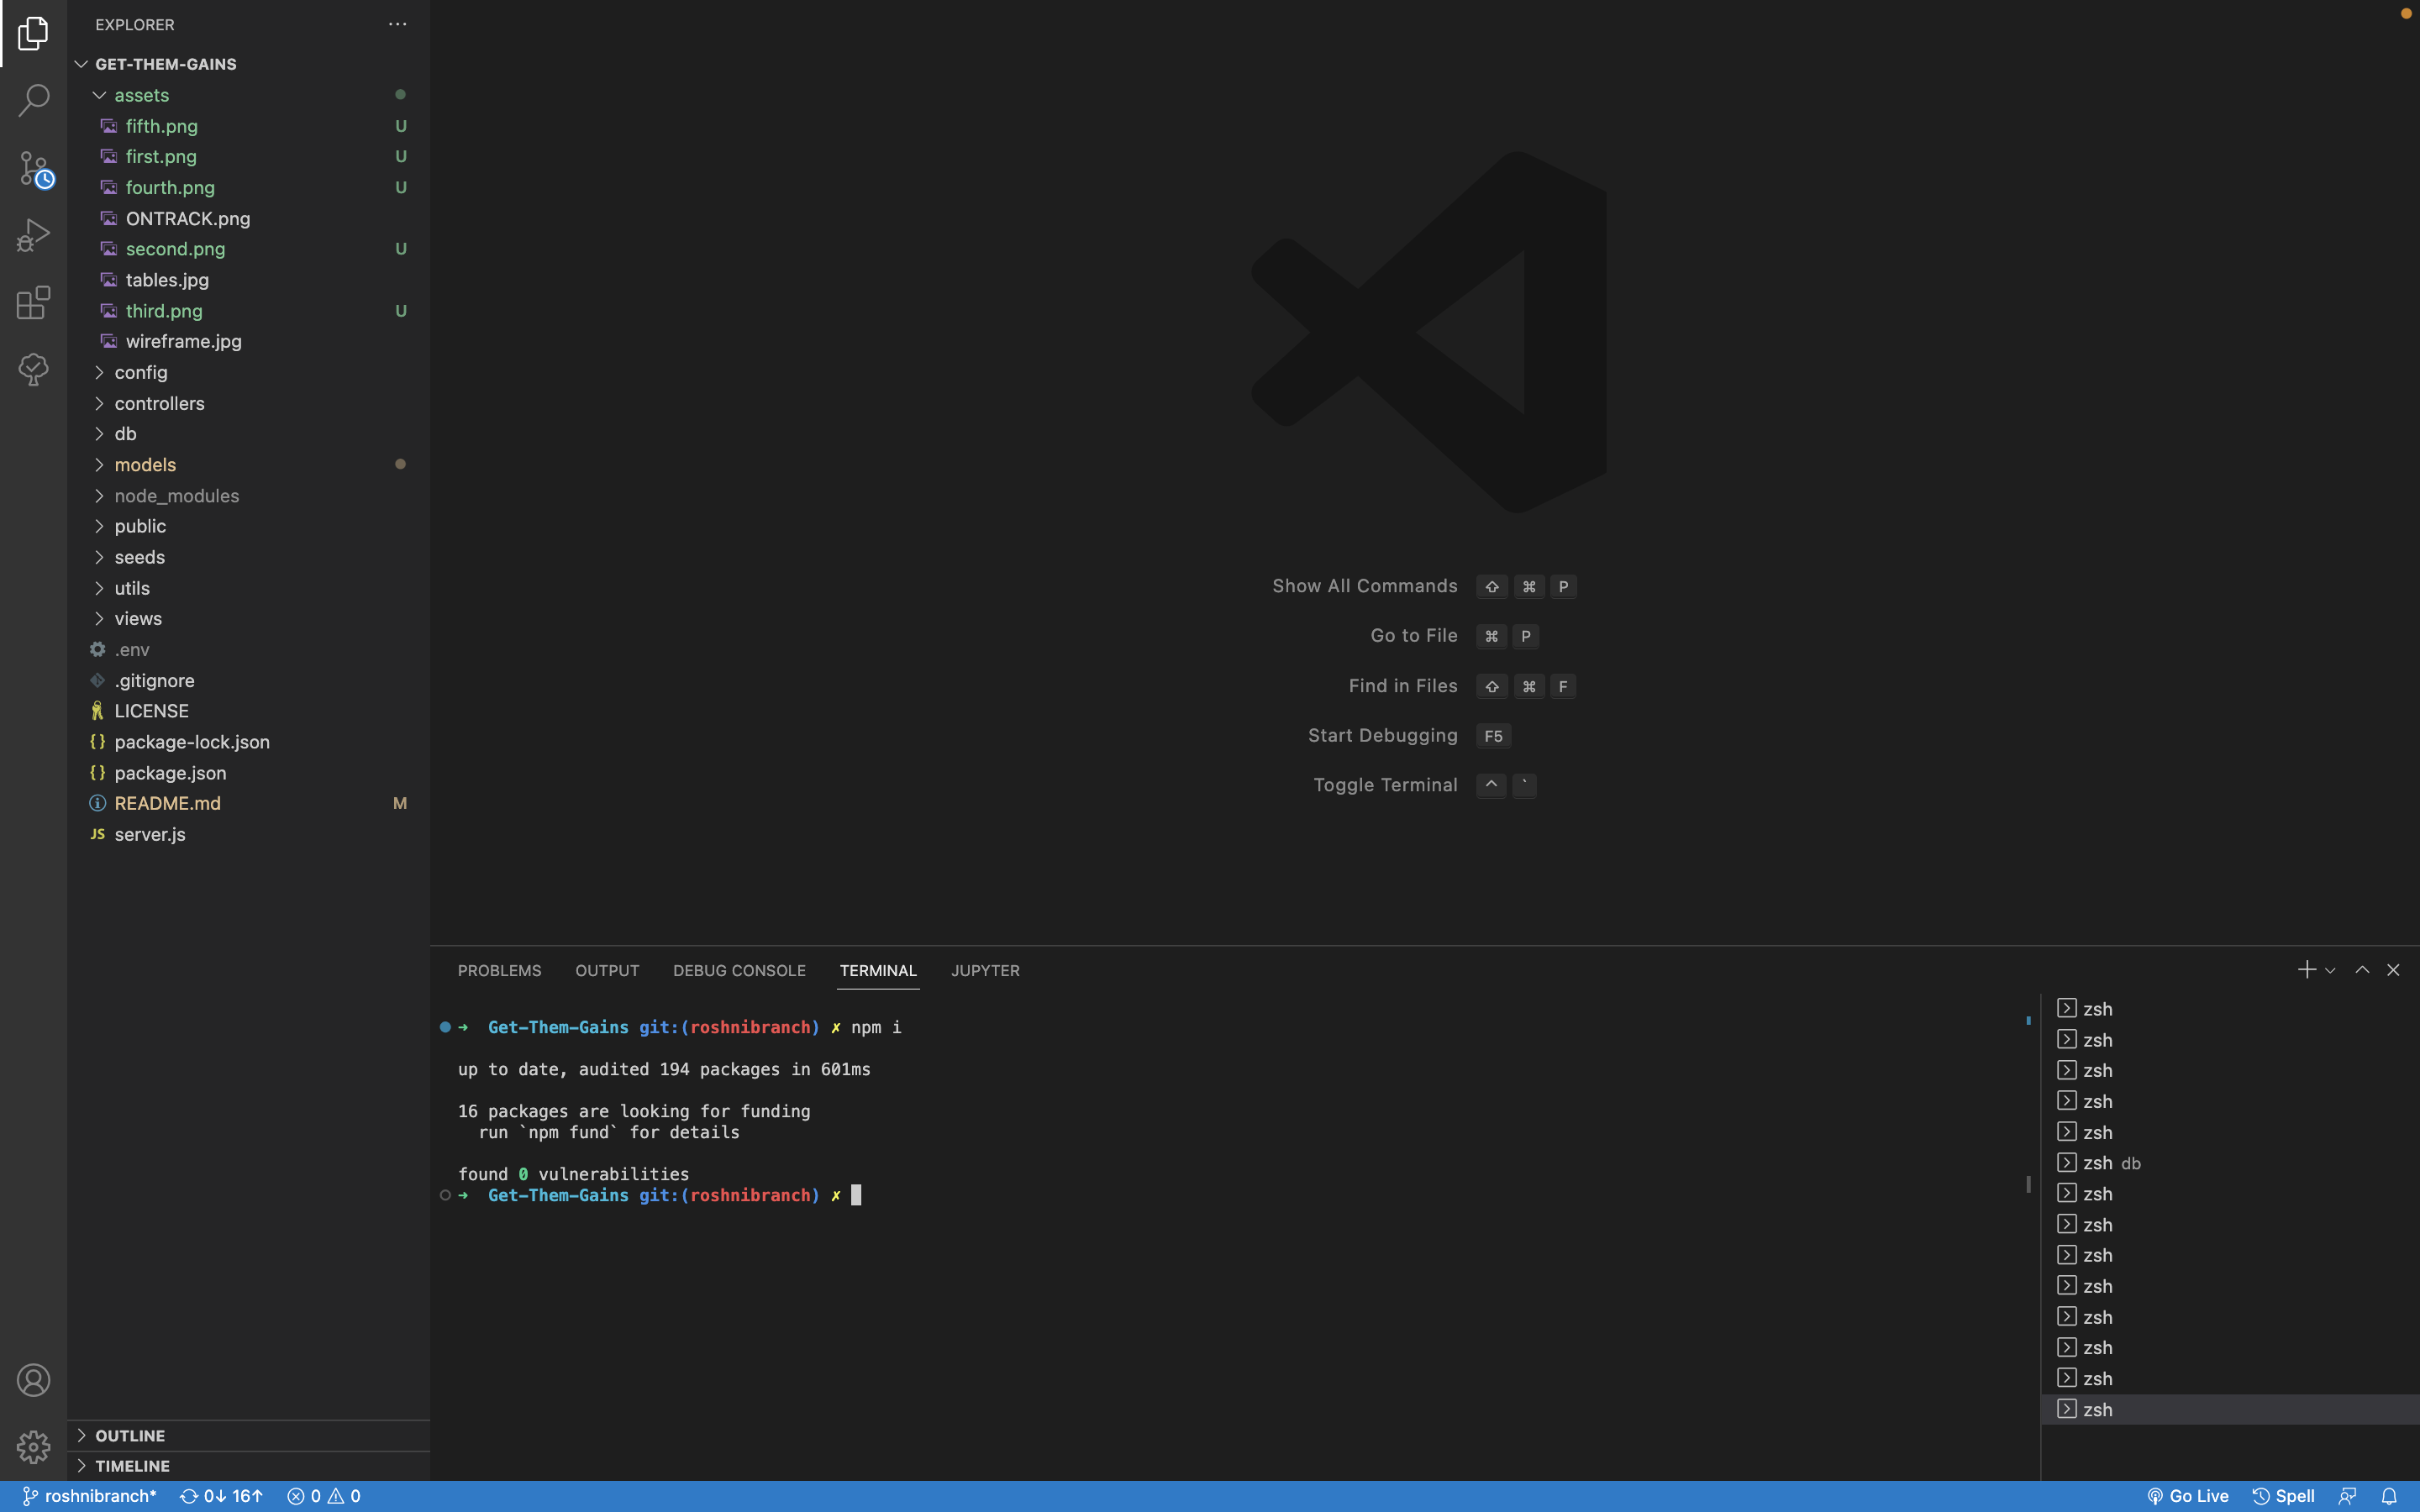 EXPLORER
GET-THEM-GAINS
assets
fifth.png U
first.png U
fourth.png U
ONTRACK.png
second.png U
tables.jpg
third.png U
wireframe.jpg
config
controllers
db
models
node_modules
public
seeds
utils
views
.env
.gitignore
LICENSE
{} package-lock.json
{} package.json
README.md M
JS server.js
OUTLINE
TIMELINE
Show All Commands ⇧ ⌘ P
Go to File ⌘ P
Find in Files ⇧ ⌘ F
Start Debugging F5
Toggle Terminal ^ `
PROBLEMS OUTPUT DEBUG CONSOLE TERMINAL JUPYTER
➜ Get-Them-Gains git:(roshnibranch) ✗ npm i
up to date, audited 194 packages in 601ms
16 packages are looking for funding
run `npm fund` for details
found 0 vulnerabilities
➜ Get-Them-Gains git:(roshnibranch) ✗
zsh
zsh
zsh
zsh
zsh
zsh db
zsh
zsh
zsh
zsh
zsh
zsh
zsh
zsh
roshnibranch* 0↓ 16↑ 0 0 Go Live Spell